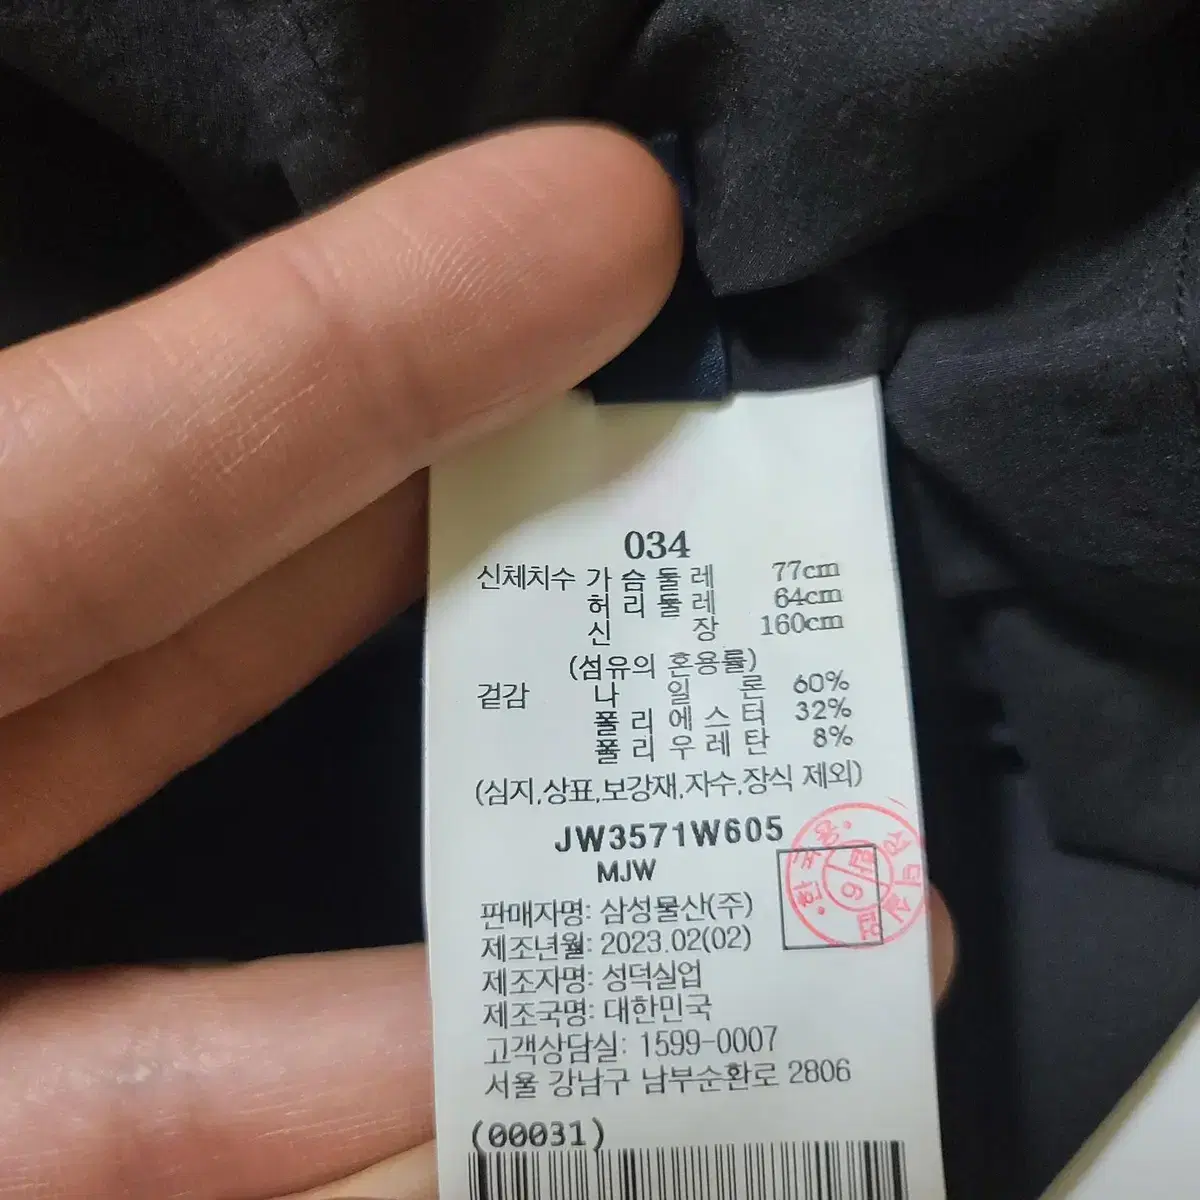 034
신체치수 가 슴 둘 레 77cm
허 리 둘 레 64cm
신 장 160cm
(섬유의 혼용률)
겉감 나 일 론 60%
폴 리 에 스 터 32%
폴 리 우 레 탄 8%
(심지,상표,보강재,자수,장식 제외)
JW3571W605
MJW
판매자명: 삼성물산(주)
제조년월: 2023.02(02)
제조자명: 성덕실업
제조국명: 대한민국
고객상담실: 1599-0007
서울 강남구 남부순환로 2806
(00031)